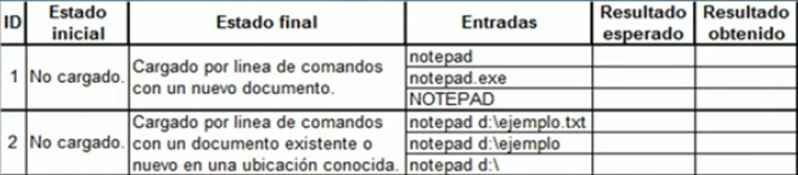 ID Estado inicial Estado final Entradas Resultado esperado Resultado obtenido
1 No cargado. Cargado por linea de comandos con un nuevo documento. notepad
notepad.exe
NOTEPAD
2 No cargado. Cargado por linea de comandos con un documento existente o nuevo en una ubicación conocida. notepad d:\ejemplo.txt
notepad d:\ejemplo
notepad d:\